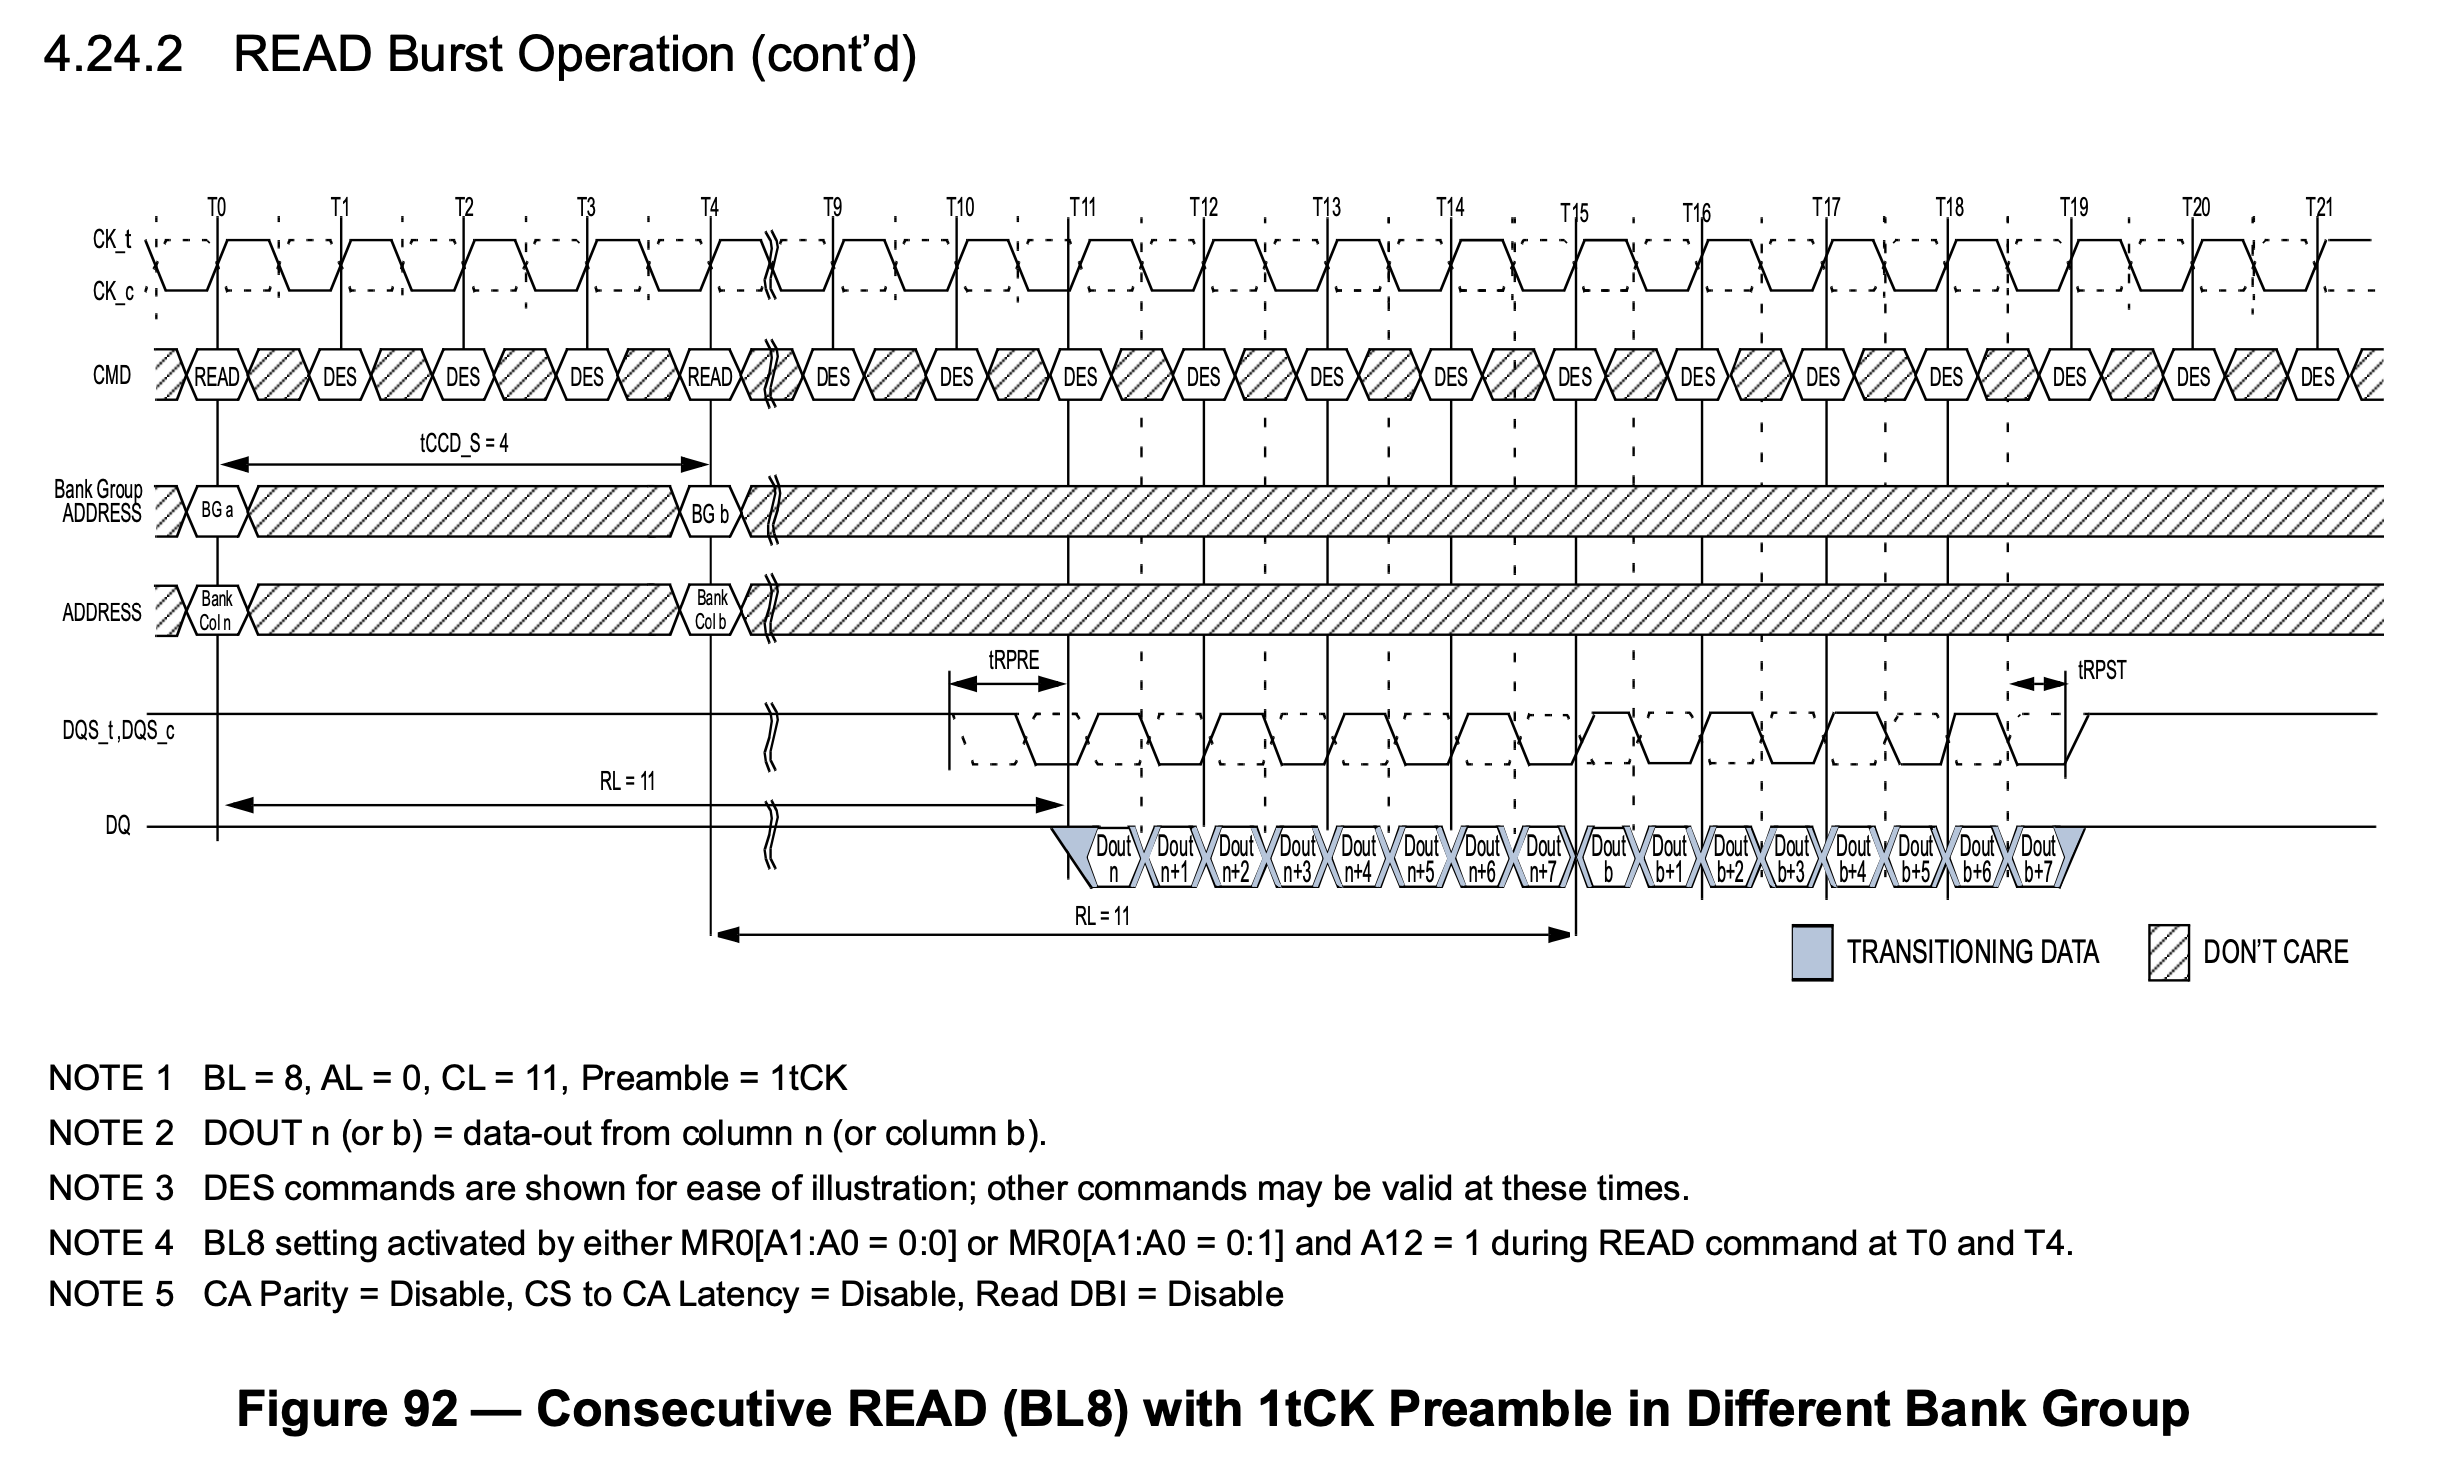 4.24.2 READ Burst Operation (cont’d)
T0 T1 T2 T3 T4 T9 T10 T11 T12 T13 T14 T15 T16 T17 T18 T19 T20 T21
CK_t
CK_c
CMD READ DES DES DES READ DES DES DES DES DES DES DES DES DES DES DES DES DES
tCCD_S = 4
Bank Group
ADDRESS BG a BG b
ADDRESS Bank Col n Bank Col b
tRPRE tRPST
DQS_t ,DQS_c
RL = 11
DQ
Dout n Dout n+1 Dout n+2 Dout n+3 Dout n+4 Dout n+5 Dout n+6 Dout n+7 Dout b Dout b+1 Dout b+2 Dout b+3 Dout b+4 Dout b+5 Dout b+6 Dout b+7
RL = 11
TRANSITIONING DATA DON’T CARE
NOTE 1 BL = 8, AL = 0, CL = 11, Preamble = 1tCK
NOTE 2 DOUT n (or b) = data-out from column n (or column b).
NOTE 3 DES commands are shown for ease of illustration; other commands may be valid at these times.
NOTE 4 BL8 setting activated by either MR0[A1:A0 = 0:0] or MR0[A1:A0 = 0:1] and A12 = 1 during READ command at T0 and T4.
NOTE 5 CA Parity = Disable, CS to CA Latency = Disable, Read DBI = Disable
Figure 92 — Consecutive READ (BL8) with 1tCK Preamble in Different Bank Group